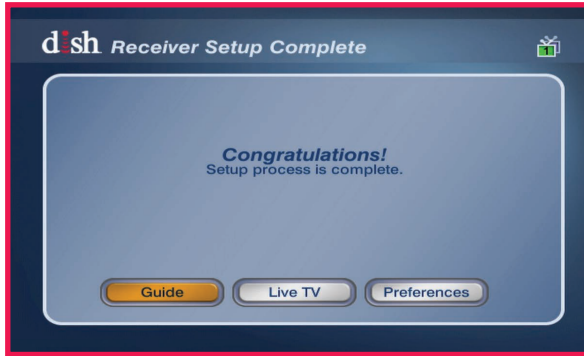 dish Receiver Setup Complete
1
Congratulations!
Setup process is complete.
Guide Live TV Preferences